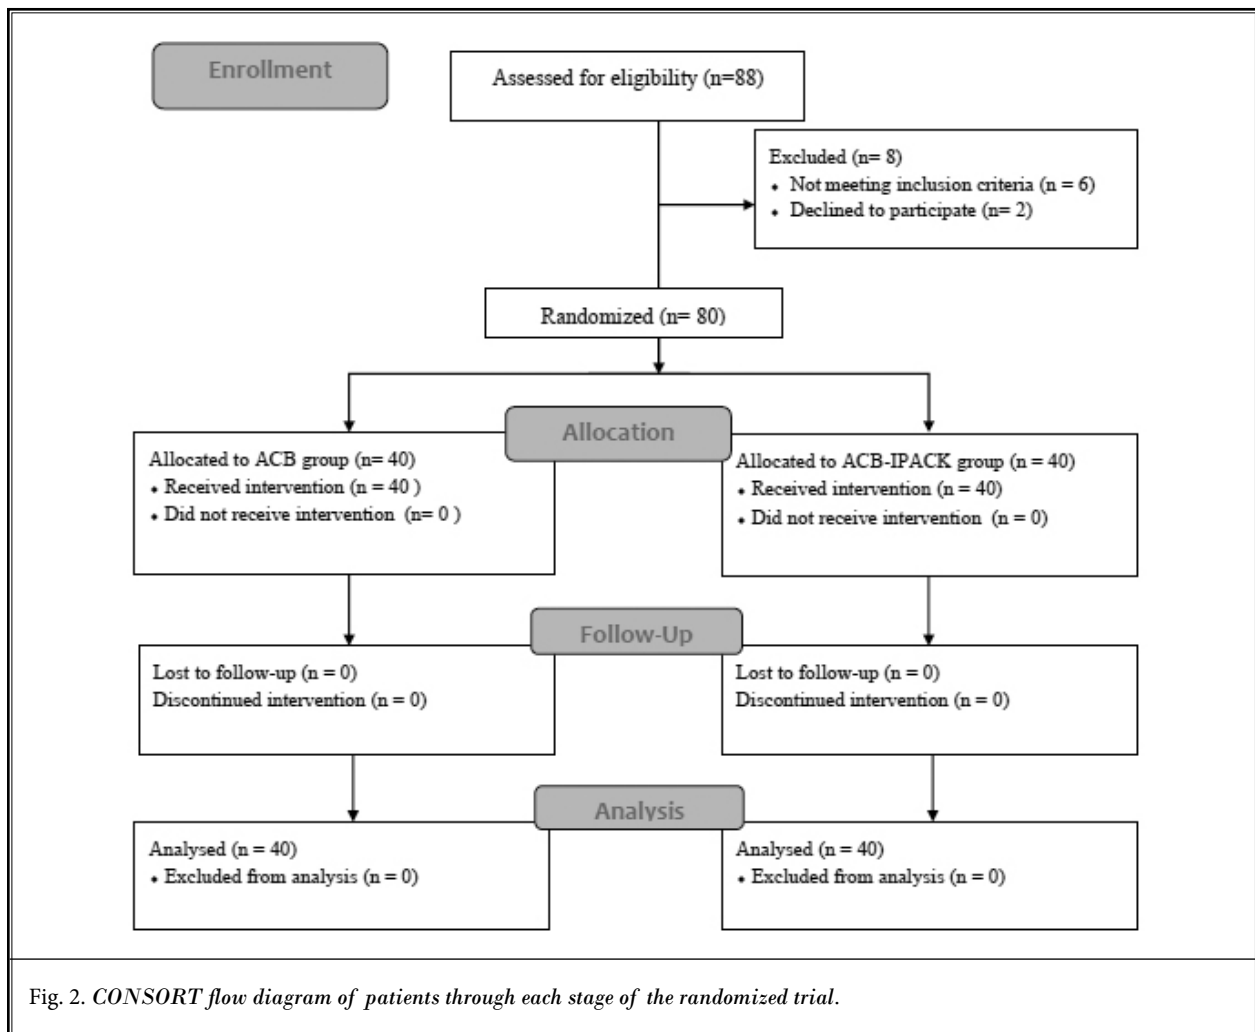 Enrollment
Assessed for eligibility (n=88)
Excluded (n= 8)
• Not meeting inclusion criteria (n = 6)
• Declined to participate (n= 2)
Randomized (n= 80)
Allocation
Allocated to ACB group (n= 40)
• Received intervention (n = 40 )
• Did not receive intervention (n= 0 )
Allocated to ACB-IPACK group (n = 40)
• Received intervention (n = 40)
• Did not receive intervention (n = 0)
Follow-Up
Lost to follow-up (n = 0)
Discontinued intervention (n = 0)
Lost to follow-up (n = 0)
Discontinued intervention (n = 0)
Analysis
Analysed (n = 40)
• Excluded from analysis (n = 0)
Analysed (n = 40)
• Excluded from analysis (n = 0)
Fig. 2. CONSORT flow diagram of patients through each stage of the randomized trial.